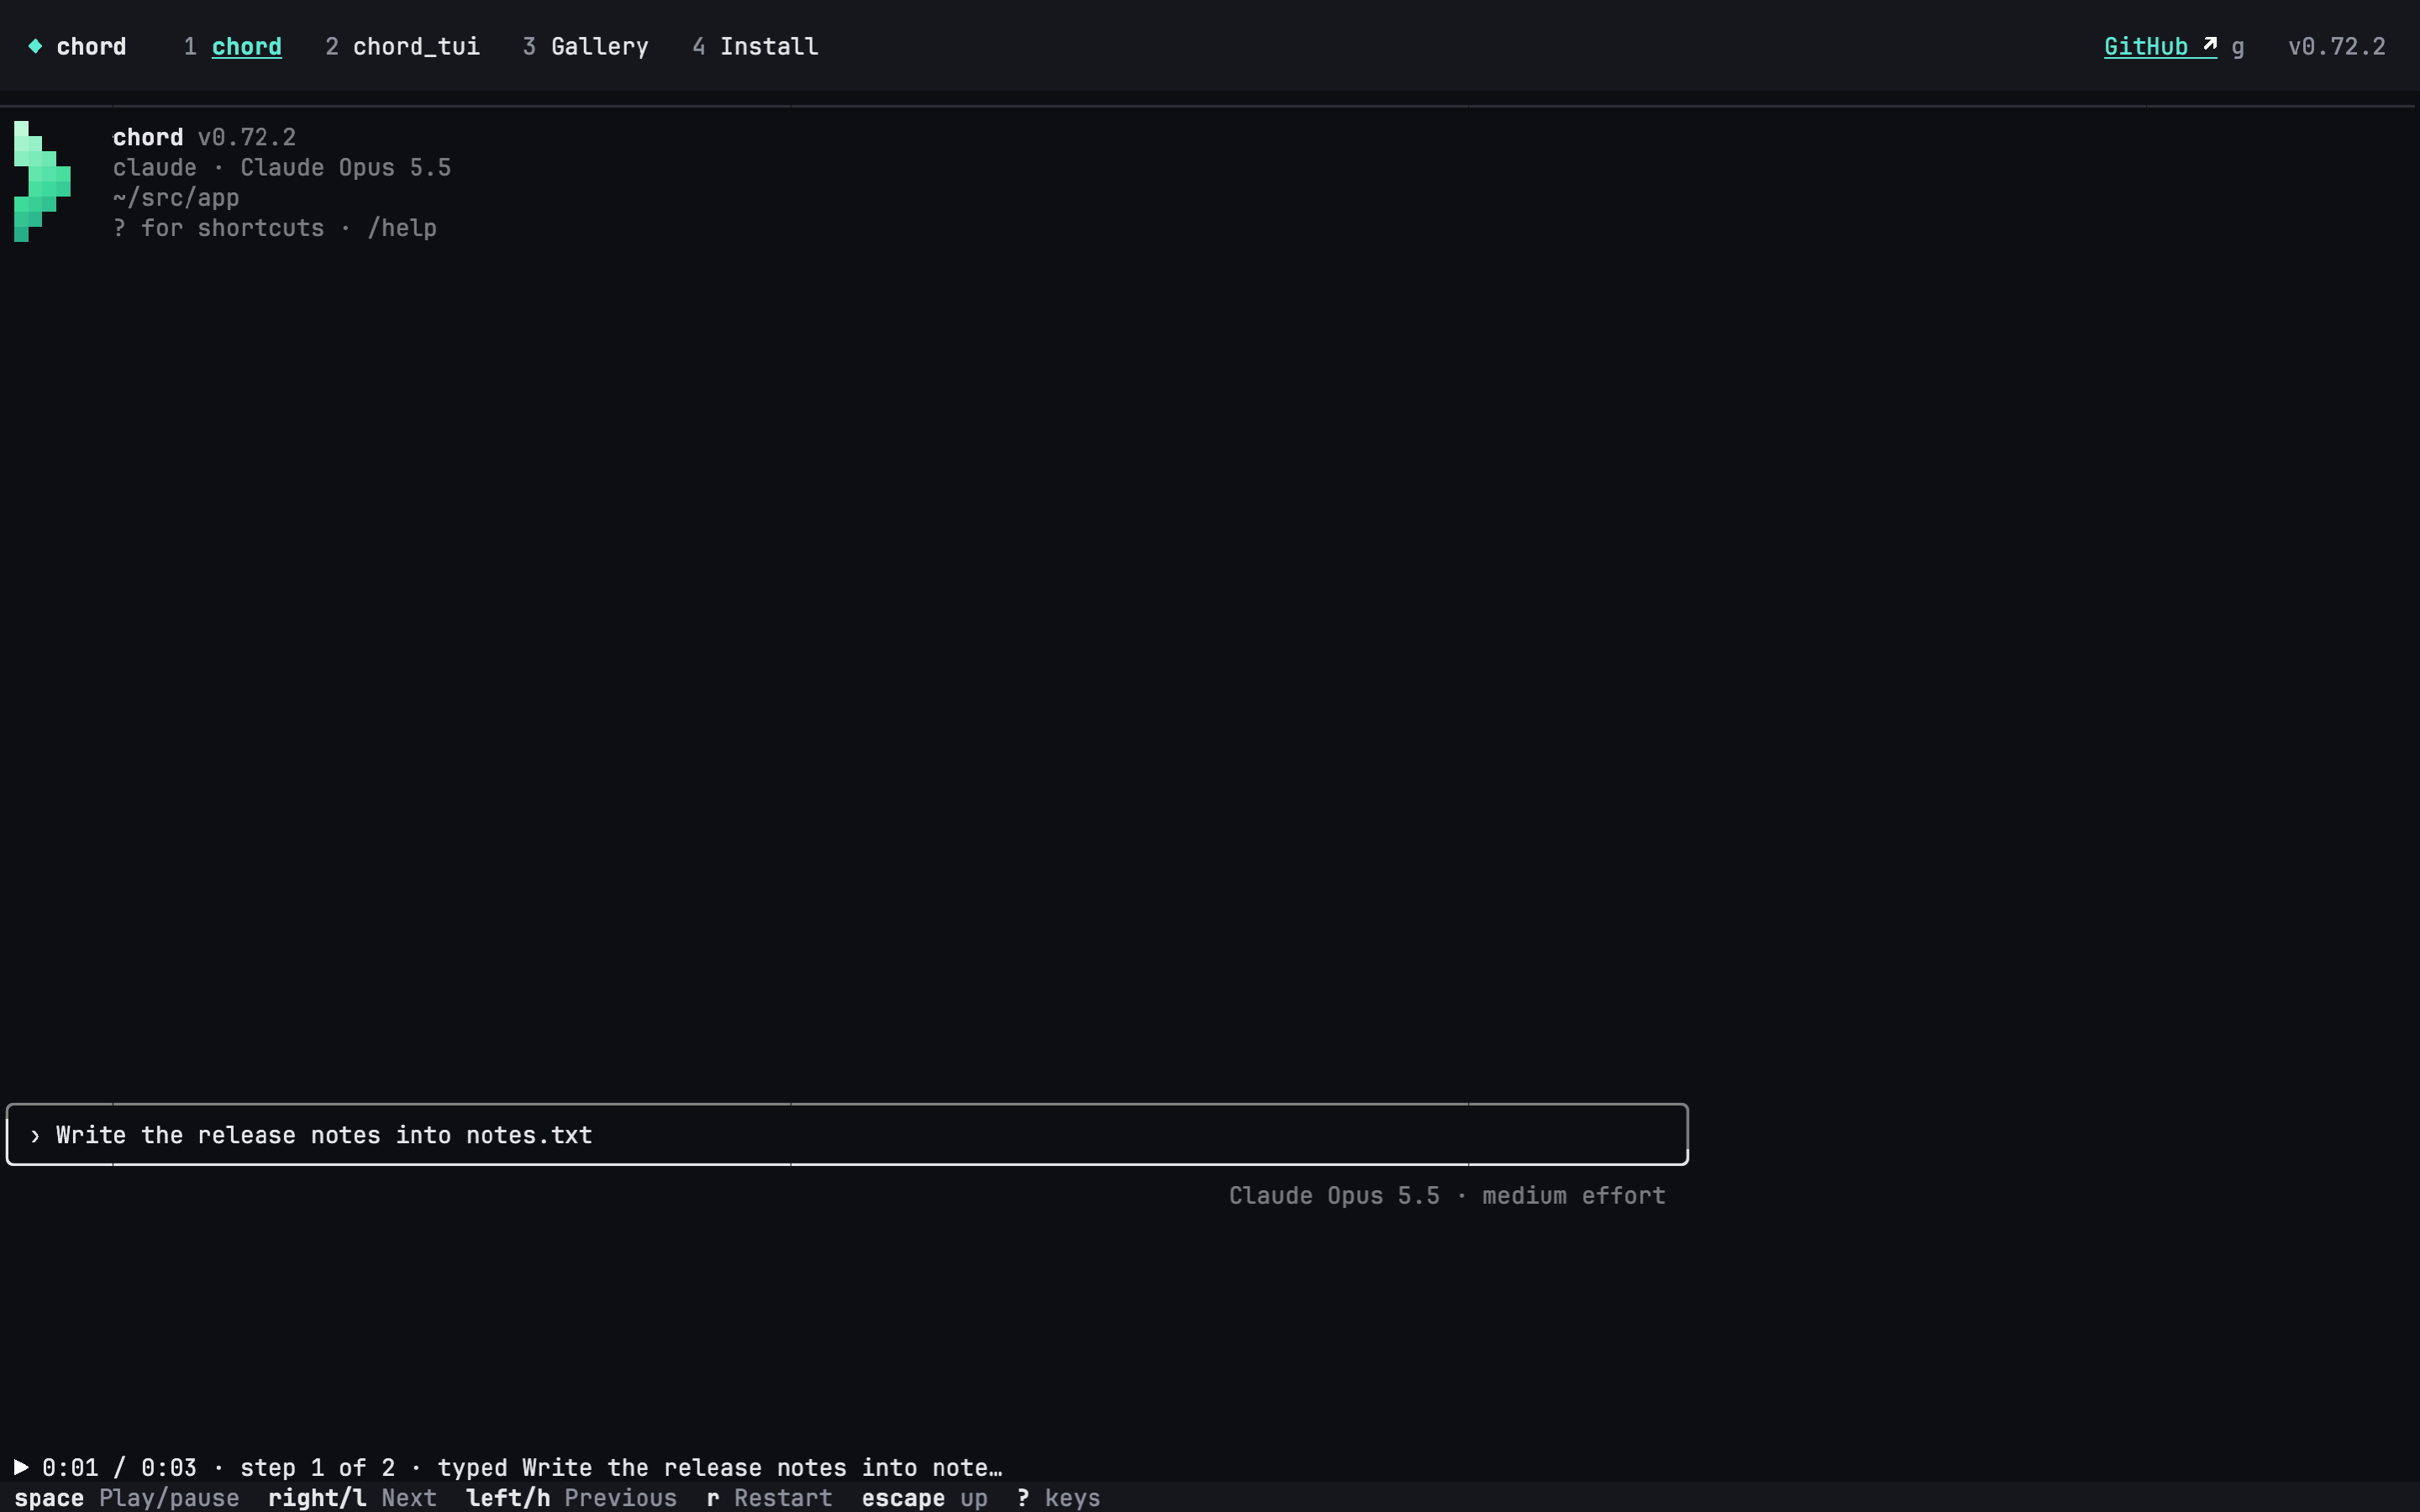 ◆ chord 1 chord 2 chord_tui 3 Gallery 4 Install GitHub ↗ g v0.72.2
chord v0.72.2
claude · Claude Opus 5.5
~/src/app
? for shortcuts · /help
› Write the release notes into notes.txt
Claude Opus 5.5 · medium effort
▶ 0:01 / 0:03 · step 1 of 2 · typed Write the release notes into note…
space Play/pause right/l Next left/h Previous r Restart escape up ? keys